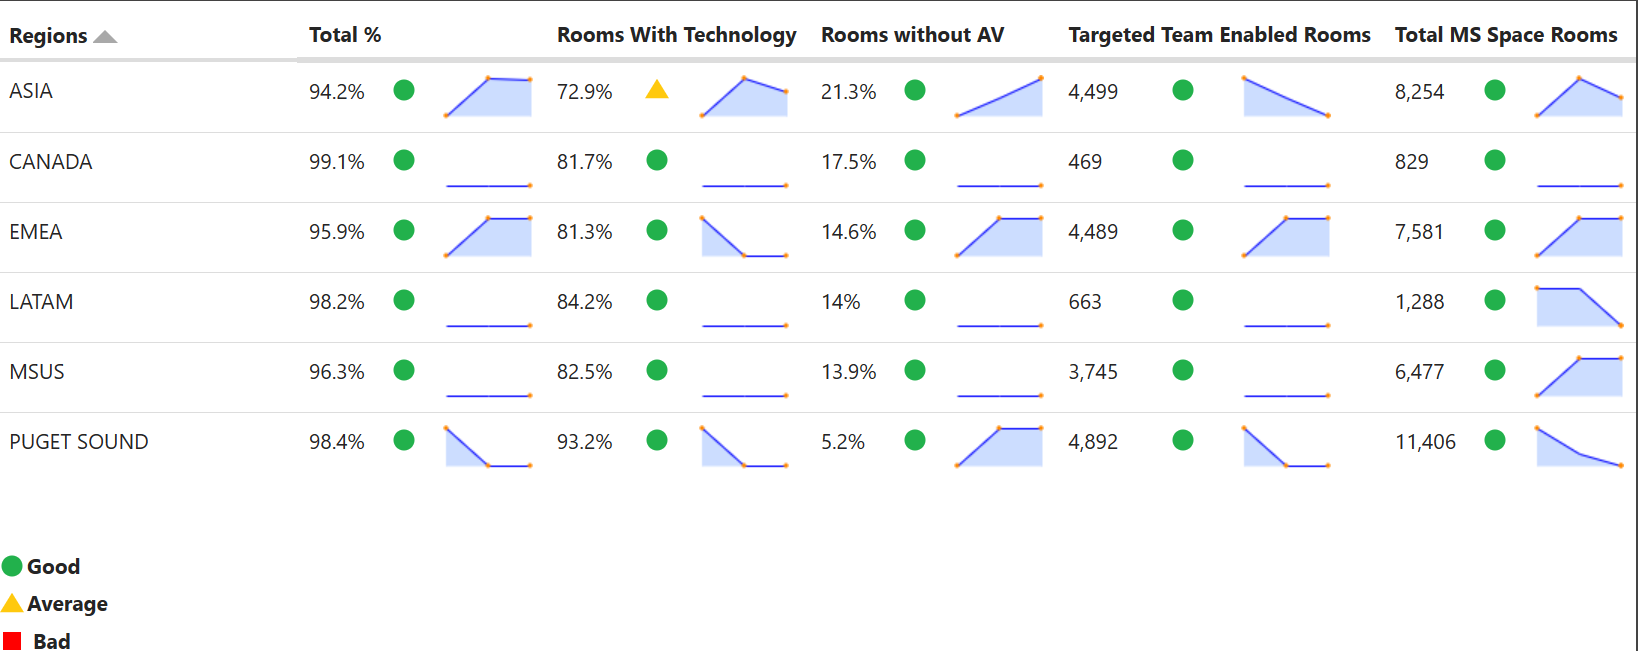 Regions Total % Rooms With Technology Rooms without AV Targeted Team Enabled Rooms Total MS Space Rooms
ASIA 94.2% 72.9% 21.3% 4,499 8,254
CANADA 99.1% 81.7% 17.5% 469 829
EMEA 95.9% 81.3% 14.6% 4,489 7,581
LATAM 98.2% 84.2% 14% 663 1,288
MSUS 96.3% 82.5% 13.9% 3,745 6,477
PUGET SOUND 98.4% 93.2% 5.2% 4,892 11,406
Good
Average
Bad